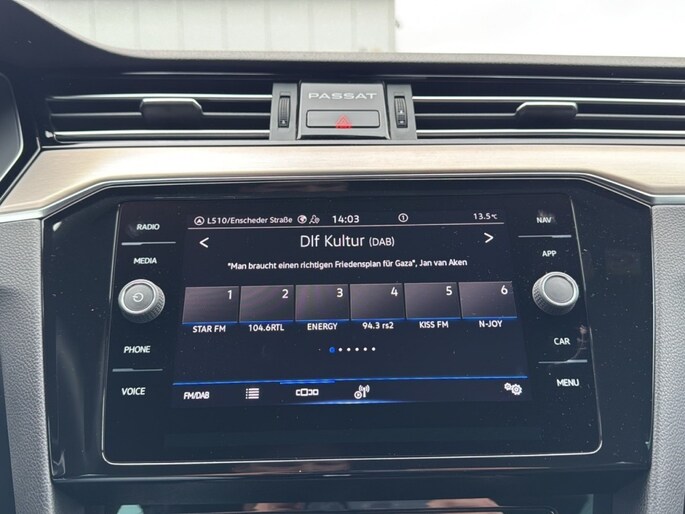 PASSAT
RADIO
MEDIA
PHONE
VOICE
L510/Enscheder Straße 14:03 1 13.5°C
< Dlf Kultur (DAB) >
"Man braucht einen richtigen Friedensplan für Gaza", Jan van Aken
1 2 3 4 5 6
STAR FM 104.6RTL ENERGY 94.3 rs2 KISS FM N-JOY
FM/DAB
NAV
APP
CAR
MENU